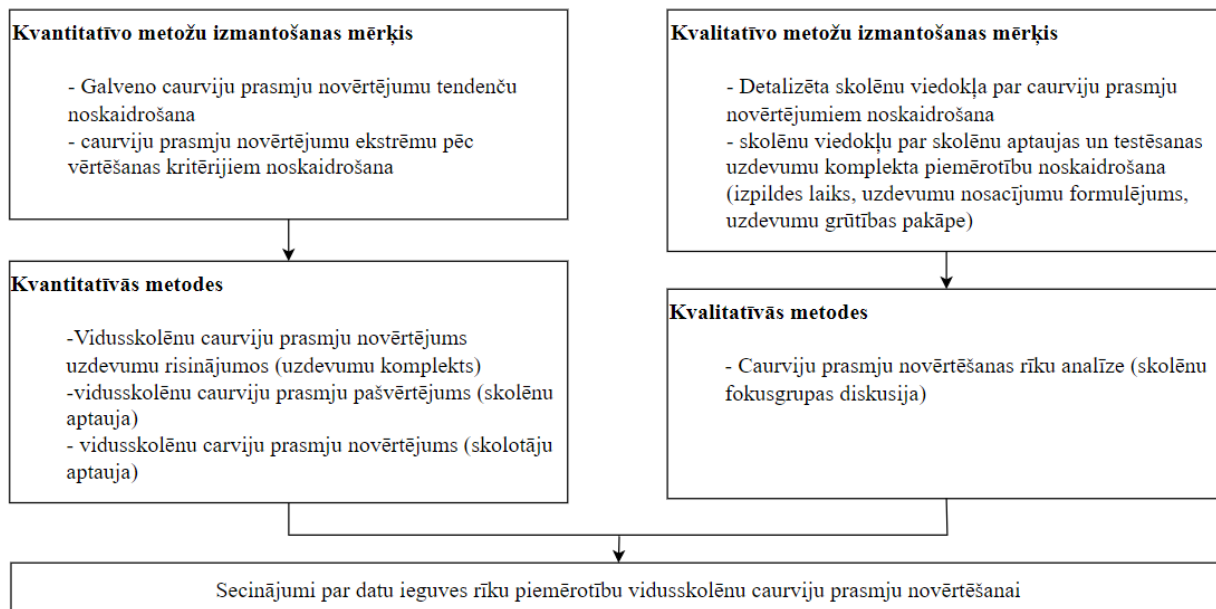 Kvantitatīvo metožu izmantošanas mērķis
- Galveno caurviju prasmju novērtējumu tendenču
noskaidrošana
- caurviju prasmju novērtējumu ekstrēmu pēc
vērtēšanas kritērijiem noskaidrošana
Kvalitatīvo metožu izmantošanas mērķis
- Detalizēta skolēnu viedokļa par caurviju prasmju
novērtējumiem noskaidrošana
- skolēnu viedokļu par skolēnu aptaujas un testēsanas
uzdevumu komplekta piemērotību noskaidrošana
(izpildes laiks, uzdevumu nosacījumu formulējums,
uzdevumu grūtības pakāpe)
Kvantitatīvās metodes
-Vidusskolēnu caurviju prasmju novērtējums
uzdevumu risinājumos (uzdevumu komplekts)
-vidusskolēnu caurviju prasmju pašvērtējums (skolēnu
aptauja)
- vidusskolēnu carviju prasmju novērtējums (skolotāju
aptauja)
Kvalitatīvās metodes
- Caurviju prasmju novērtēšanas rīku analīze (skolēnu
fokusgrupas diskusija)
Secinājumi par datu ieguves rīku piemērotību vidusskolēnu caurviju prasmju novērtēšanai